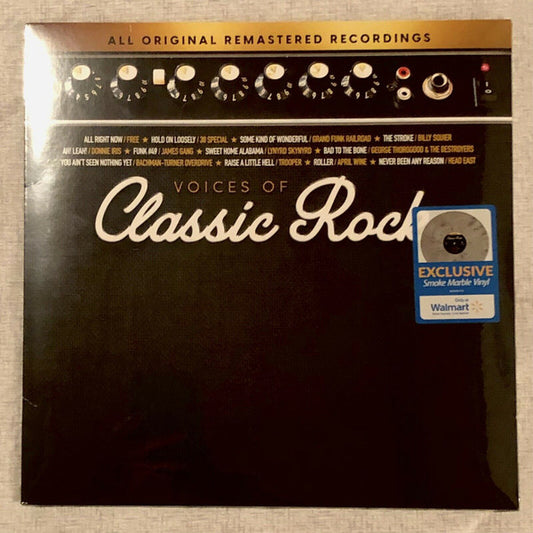 ALL ORIGINAL REMASTERED RECORDINGS
ALL RIGHT NOW / FREE ★ HOLD ON LOOSELY / 38 SPECIAL ★ SOME KIND OF WONDERFUL / GRAND FUNK RAILROAD ★ THE STROKE / BILLY SQUIER
AH! LEAH! / DONNIE IRIS ★ FUNK #49 / JAMES GANG ★ SWEET HOME ALABAMA / LYNYRD SKYNYRD ★ BAD TO THE BONE / GEORGE THOROGOOD & THE DESTROYERS
YOU AIN'T SEEN NOTHING YET / BACHMAN-TURNER OVERDRIVE ★ RAISE A LITTLE HELL / TROOPER ★ ROLLER / APRIL WINE ★ NEVER BEEN ANY REASON / HEAD EAST
VOICES OF
Classic Rock
EXCLUSIVE
Smoke Marble Vinyl
Only at
Walmart